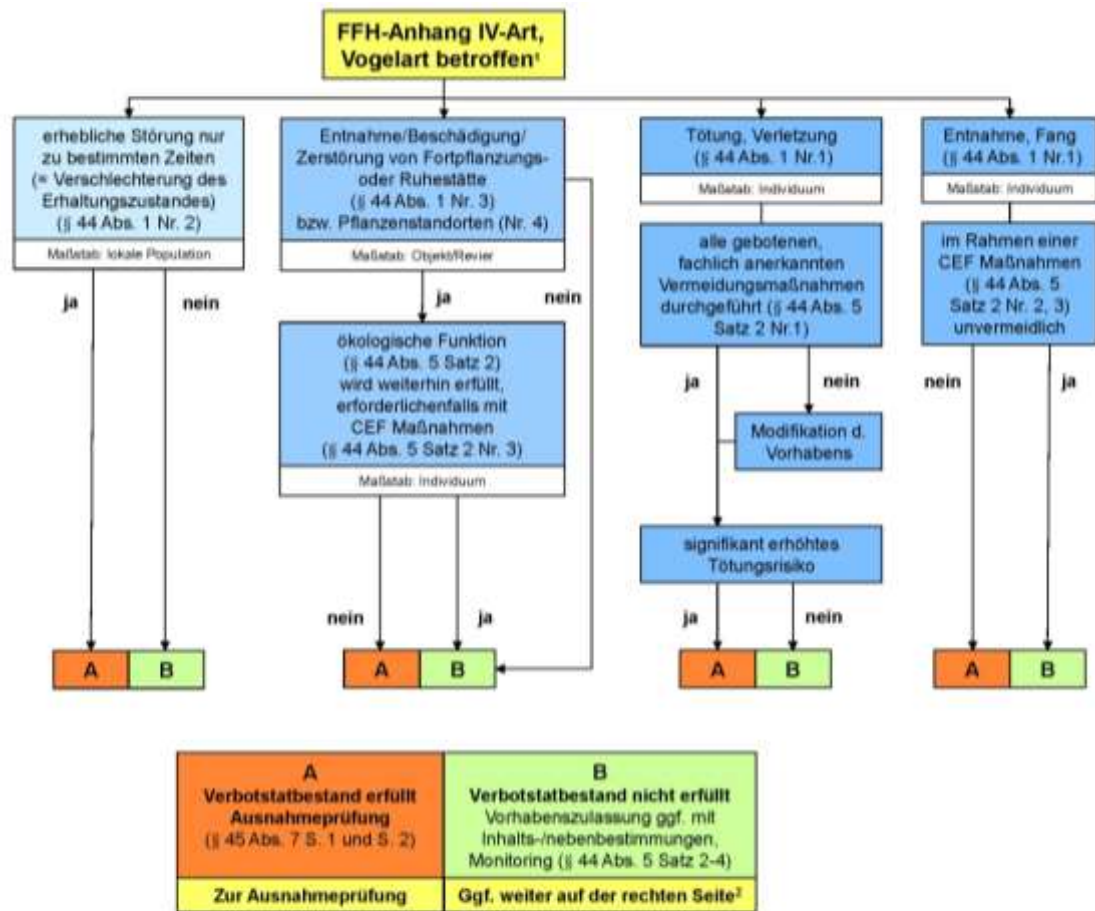 FFH-Anhang IV-Art,
Vogelart betroffen¹
erhebliche Störung nur
zu bestimmten Zeiten
(= Verschlechterung des
Erhaltungszustandes)
(§ 44 Abs. 1 Nr. 2)
Maßstab: lokale Population
ja
nein
A
B
Entnahme/Beschädigung/
Zerstörung von Fortpflanzungs-
oder Ruhestätte
(§ 44 Abs. 1 Nr. 3)
bzw. Pflanzenstandorten (Nr. 4)
Maßstab: Objekt/Revier
ja
nein
ökologische Funktion
(§ 44 Abs. 5 Satz 2)
wird weiterhin erfüllt,
erforderlichenfalls mit
CEF Maßnahmen
(§ 44 Abs. 5 Satz 2 Nr. 3)
Maßstab: Individuum
nein
ja
A
B
Tötung, Verletzung
(§ 44 Abs. 1 Nr.1)
Maßstab: Individuum
alle gebotenen,
fachlich anerkannten
Vermeidungsmaßnahmen
durchgeführt (§ 44 Abs. 5
Satz 2 Nr.1)
ja
nein
Modifikation d.
Vorhabens
signifikant erhöhtes
Tötungsrisiko
ja
nein
A
B
Entnahme, Fang
(§ 44 Abs. 1 Nr.1)
Maßstab: Individuum
im Rahmen einer
CEF Maßnahmen
(§ 44 Abs. 5
Satz 2 Nr. 2, 3)
unvermeidlich
nein
ja
A
B
A
Verbotstatbestand erfüllt
Ausnahmeprüfung
(§ 45 Abs. 7 S. 1 und S. 2)
Zur Ausnahmeprüfung
B
Verbotstatbestand nicht erfüllt
Vorhabenszulassung ggf. mit
Inhalts-/nebenbestimmungen,
Monitoring (§ 44 Abs. 5 Satz 2-4)
Ggf. weiter auf der rechten Seite²